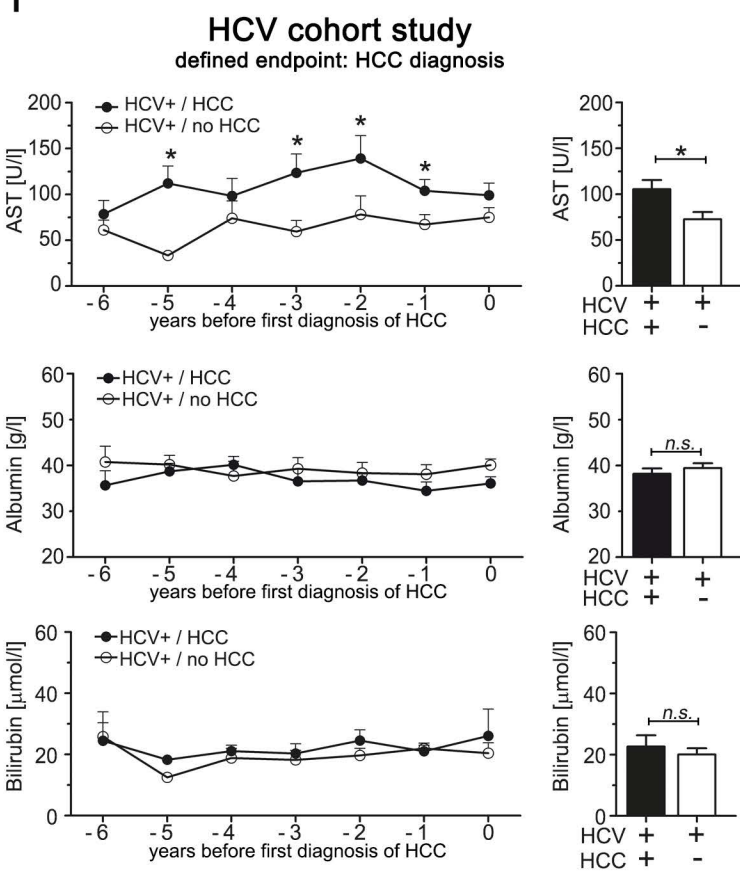 HCV cohort study
defined endpoint: HCC diagnosis
AST [U/l]
200
150
100
50
0
HCV+ / HCC
HCV+ / no HCC
*
*
*
*
-6 -5 -4 -3 -2 -1 0
years before first diagnosis of HCC
AST [U/l]
200
150
100
50
0
*
HCV + +
HCC + -
Albumin [g/l]
60
50
40
30
20
HCV+ / HCC
HCV+ / no HCC
-6 -5 -4 -3 -2 -1 0
years before first diagnosis of HCC
Albumin [g/l]
60
50
40
30
20
n.s.
HCV + +
HCC + -
Bilirubin [µmol/l]
60
40
20
0
HCV+ / HCC
HCV+ / no HCC
-6 -5 -4 -3 -2 -1 0
years before first diagnosis of HCC
Bilirubin [µmol/l]
60
40
20
0
n.s.
HCV + +
HCC + -